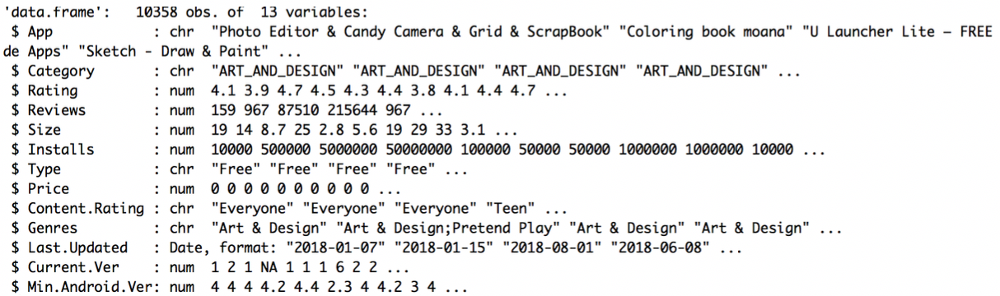 'data.frame':   10358 obs. of  13 variables:
 $ App            : chr  "Photo Editor & Candy Camera & Grid & ScrapBook" "Coloring book moana" "U Launcher Lite – FREE
de Apps" "Sketch - Draw & Paint" ...
 $ Category       : chr  "ART_AND_DESIGN" "ART_AND_DESIGN" "ART_AND_DESIGN" "ART_AND_DESIGN" ...
 $ Rating         : num  4.1 3.9 4.7 4.5 4.3 4.4 3.8 4.1 4.4 4.7 ...
 $ Reviews        : num  159 967 87510 215644 967 ...
 $ Size           : num  19 14 8.7 25 2.8 5.6 19 29 33 3.1 ...
 $ Installs       : num  10000 500000 5000000 50000000 100000 50000 50000 1000000 1000000 10000 ...
 $ Type           : chr  "Free" "Free" "Free" "Free" ...
 $ Price          : num  0 0 0 0 0 0 0 0 0 0 ...
 $ Content.Rating : chr  "Everyone" "Everyone" "Everyone" "Teen" ...
 $ Genres         : chr  "Art & Design" "Art & Design;Pretend Play" "Art & Design" "Art & Design" ...
 $ Last.Updated   : Date, format: "2018-01-07" "2018-01-15" "2018-08-01" "2018-06-08" ...
 $ Current.Ver    : num  1 2 1 NA 1 1 1 6 2 2 ...
 $ Min.Android.Ver: num  4 4 4 4.2 4.4 2.3 4 4.2 3 4 ...